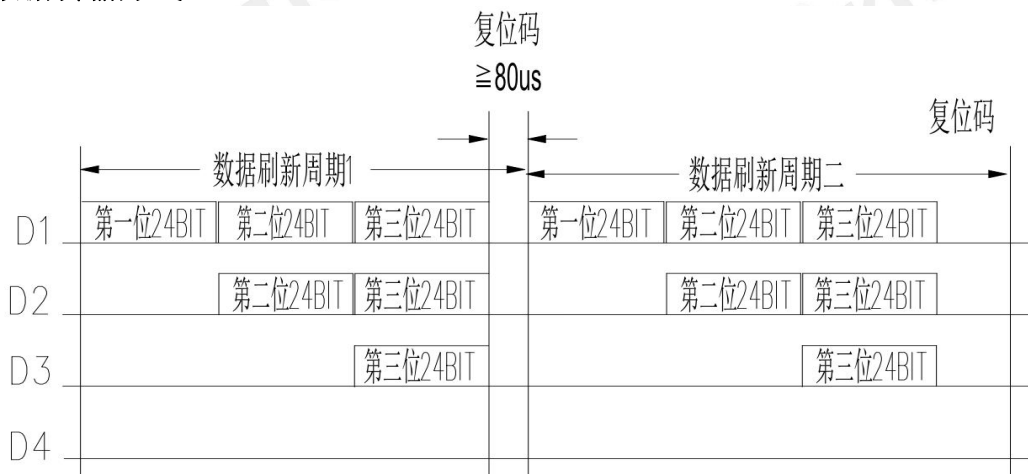 复位码
≧80us
复位码
数据刷新周期1
数据刷新周期二
D1
第一位24BIT
第二位24BIT
第三位24BIT
第一位24BIT
第二位24BIT
第三位24BIT
D2
第二位24BIT
第三位24BIT
第二位24BIT
第三位24BIT
D3
第三位24BIT
第三位24BIT
D4